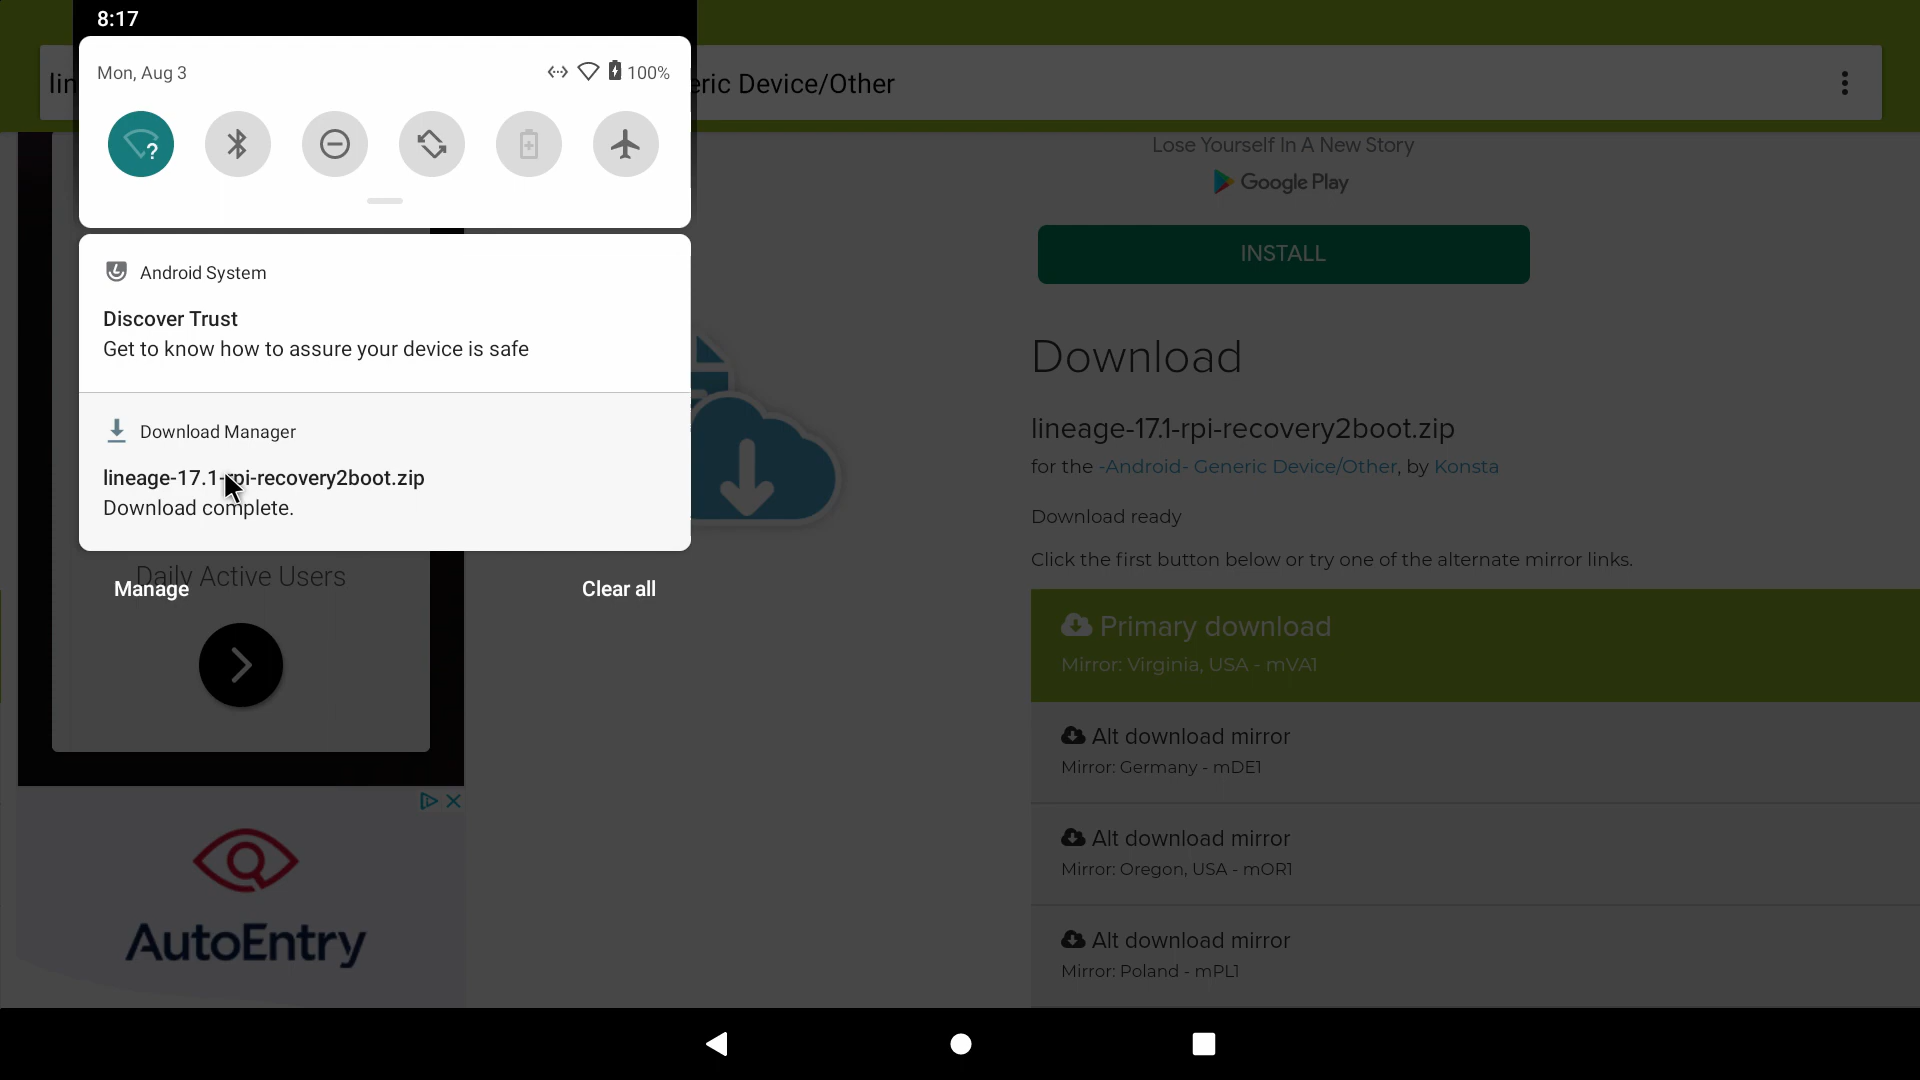 8:17
Mon, Aug 3
100%
lin
eric Device/Other
?
Android System
Discover Trust
Get to know how to assure your device is safe
Download Manager
lineage-17.1-rpi-recovery2boot.zip
Download complete.
Daily Active Users
Manage
Clear all
AutoEntry
Lose Yourself In A New Story
Google Play
INSTALL
Download
lineage-17.1-rpi-recovery2boot.zip
for the -Android- Generic Device/Other, by Konsta
Download ready
Click the first button below or try one of the alternate mirror links.
Primary download
Mirror: Virginia, USA - mVA1
Alt download mirror
Mirror: Germany - mDE1
Alt download mirror
Mirror: Oregon, USA - mOR1
Alt download mirror
Mirror: Poland - mPL1